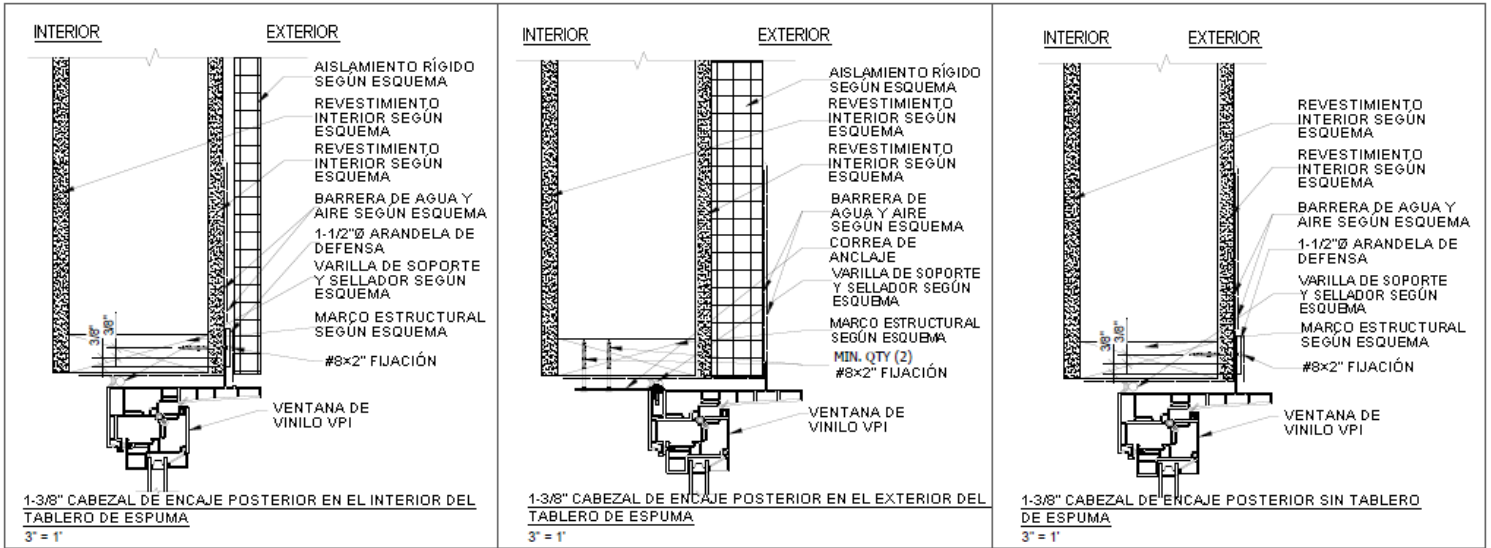 INTERIOR
EXTERIOR
AISLAMIENTO RÍGIDO
SEGÚN ESQUEMA
REVESTIMIENTO
INTERIOR SEGÚN
ESQUEMA
REVESTIMIENTO
INTERIOR SEGÚN
ESQUEMA
BARRERA DE AGUA Y
AIRE SEGÚN ESQUEMA
1-1/2"Ø ARANDELA DE
DEFENSA
VARILLA DE SOPORTE
Y SELLADOR SEGÚN
ESQUEMA
MARCO ESTRUCTURAL
SEGÚN ESQUEMA
3/8"
3/8"
#8×2" FIJACIÓN
VENTANA DE
VINILO VPI
1-3/8" CABEZAL DE ENCAJE POSTERIOR EN EL INTERIOR DEL
TABLERO DE ESPUMA
3" = 1'
INTERIOR
EXTERIOR
AISLAMIENTO RÍGIDO
SEGÚN ESQUEMA
REVESTIMIENTO
INTERIOR SEGÚN
ESQUEMA
REVESTIMIENTO
INTERIOR SEGÚN
ESQUEMA
BARRERA DE
AGUA Y AIRE
SEGÚN ESQUEMA
CORREA DE
ANCLAJE
VARILLA DE SOPORTE
Y SELLADOR SEGÚN
ESQUEMA
MARCO ESTRUCTURAL
SEGÚN ESQUEMA
MIN. QTY (2)
#8×2" FIJACIÓN
VENTANA DE
VINILO VPI
1-3/8" CABEZAL DE ENCAJE POSTERIOR EN EL EXTERIOR DEL
TABLERO DE ESPUMA
3" = 1'
INTERIOR
EXTERIOR
REVESTIMIENTO
INTERIOR SEGÚN
ESQUEMA
REVESTIMIENTO
INTERIOR SEGÚN
ESQUEMA
BARRERA DE AGUA Y
AIRE SEGÚN ESQUEMA
1-1/2"Ø ARANDELA DE
DEFENSA
VARILLA DE SOPORTE
Y SELLADOR SEGÚN
ESQUEMA
MARCO ESTRUCTURAL
SEGÚN ESQUEMA
3/8"
3/8"
#8×2" FIJACIÓN
VENTANA DE
VINILO VPI
1-3/8" CABEZAL DE ENCAJE POSTERIOR SIN TABLERO
DE ESPUMA
3" = 1'